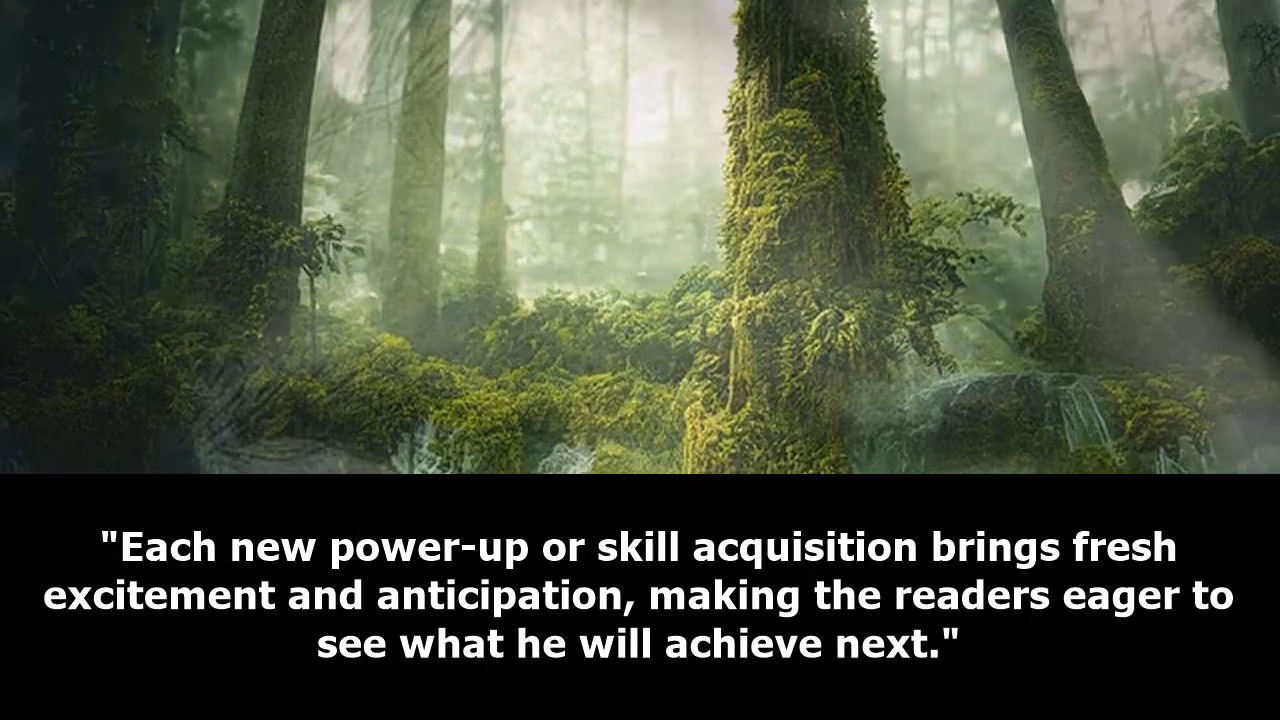 "Each new power-up or skill acquisition brings fresh
excitement and anticipation, making the readers eager to
see what he will achieve next."